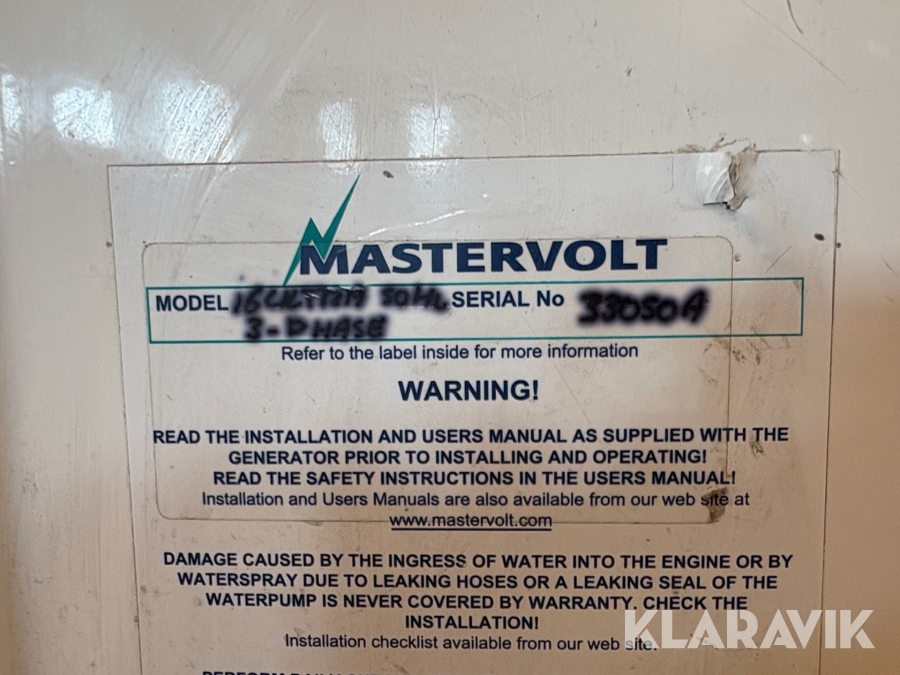 MASTERVOLT
MODEL 16 ULTRA 50Hz SERIAL No 33050A
3-PHASE
Refer to the label inside for more information
WARNING!
READ THE INSTALLATION AND USERS MANUAL AS SUPPLIED WITH THE
GENERATOR PRIOR TO INSTALLING AND OPERATING!
READ THE SAFETY INSTRUCTIONS IN THE USERS MANUAL!
Installation and Users Manuals are also available from our web site at
www.mastervolt.com
DAMAGE CAUSED BY THE INGRESS OF WATER INTO THE ENGINE OR BY
WATERSPRAY DUE TO LEAKING HOSES OR A LEAKING SEAL OF THE
WATERPUMP IS NEVER COVERED BY WARRANTY. CHECK THE
INSTALLATION!
Installation checklist available from our web site.
KLARAVIK